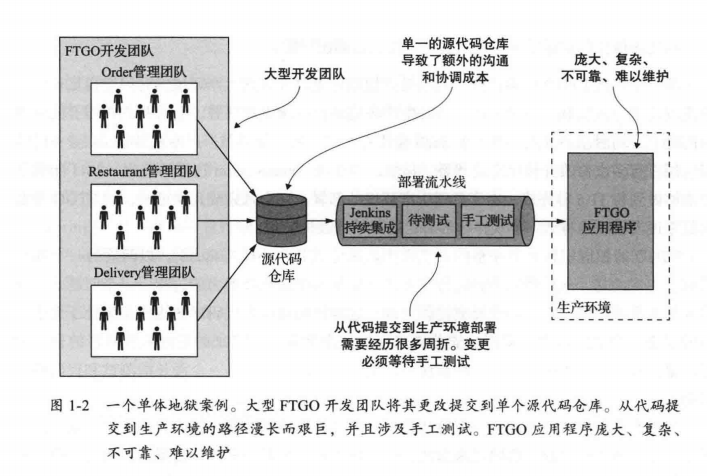 FTGO开发团队
Order管理团队
Restaurant管理团队
Delivery管理团队
大型开发团队
单一的源代码仓库
导致了额外的沟通
和协调成本
庞大、复杂、
不可靠、难以维护
源代码
仓库
部署流水线
Jenkins
持续集成
待测试
手工测试
FTGO
应用程序
生产环境
从代码提交到生产环境部署
需要经历很多周折。变更
必须等待手工测试
图 1-2 一个单体地狱案例。大型 FTGO 开发团队将其更改提交到单个源代码仓库。从代码提
交到生产环境的路径漫长而艰巨，并且涉及手工测试。FTGO 应用程序庞大、复杂、
不可靠、难以维护